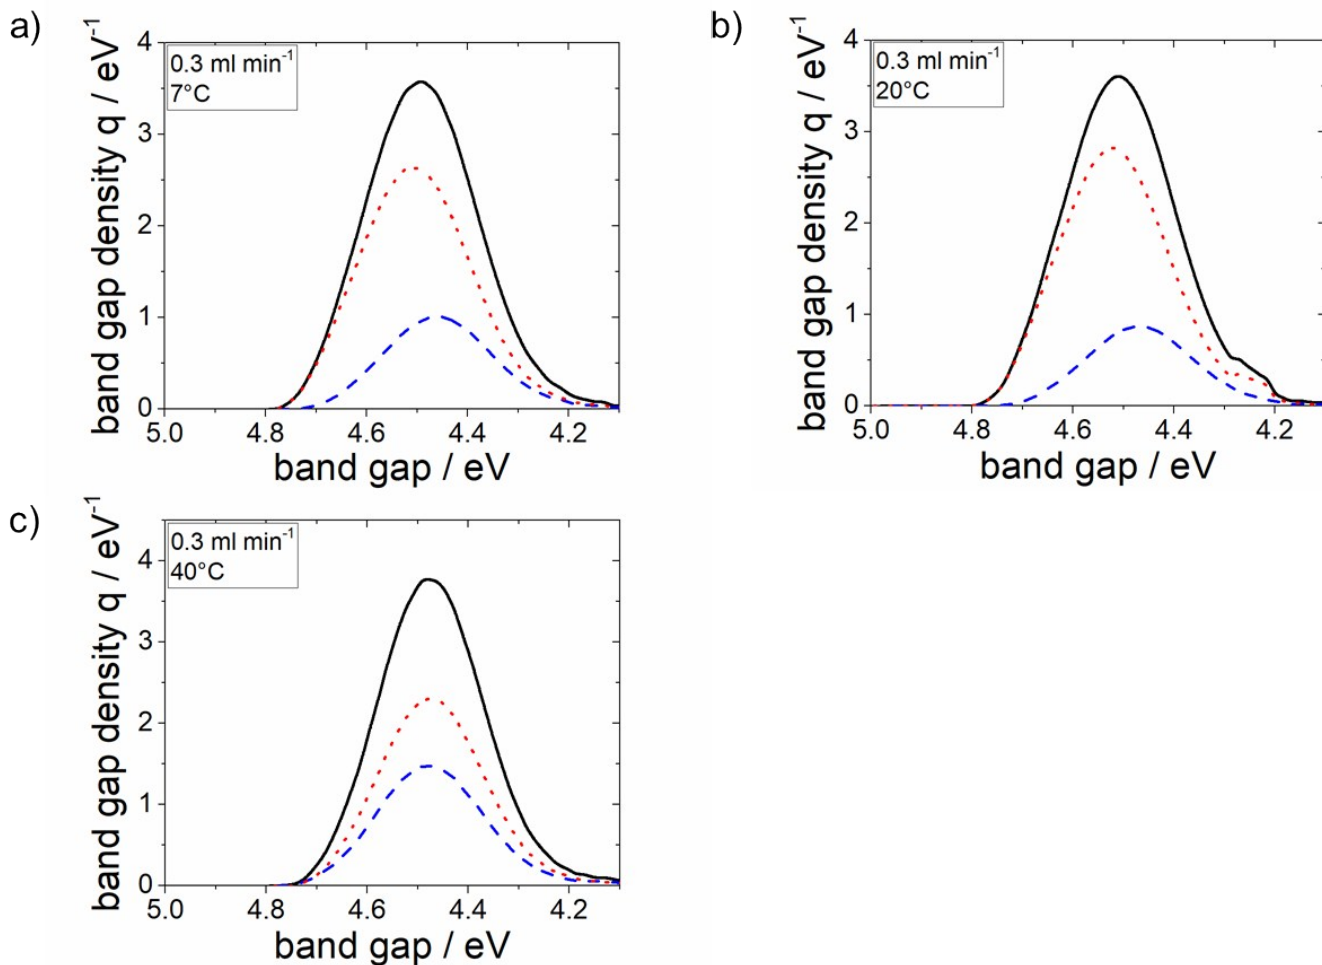 a)
band gap density q / eV⁻¹
4
3
2
1
0
0.3 ml min⁻¹
7°C
5.0 4.8 4.6 4.4 4.2
band gap / eV
b)
band gap density q / eV⁻¹
4
3
2
1
0
0.3 ml min⁻¹
20°C
5.0 4.8 4.6 4.4 4.2
band gap / eV
c)
band gap density q / eV⁻¹
4
3
2
1
0
0.3 ml min⁻¹
40°C
5.0 4.8 4.6 4.4 4.2
band gap / eV